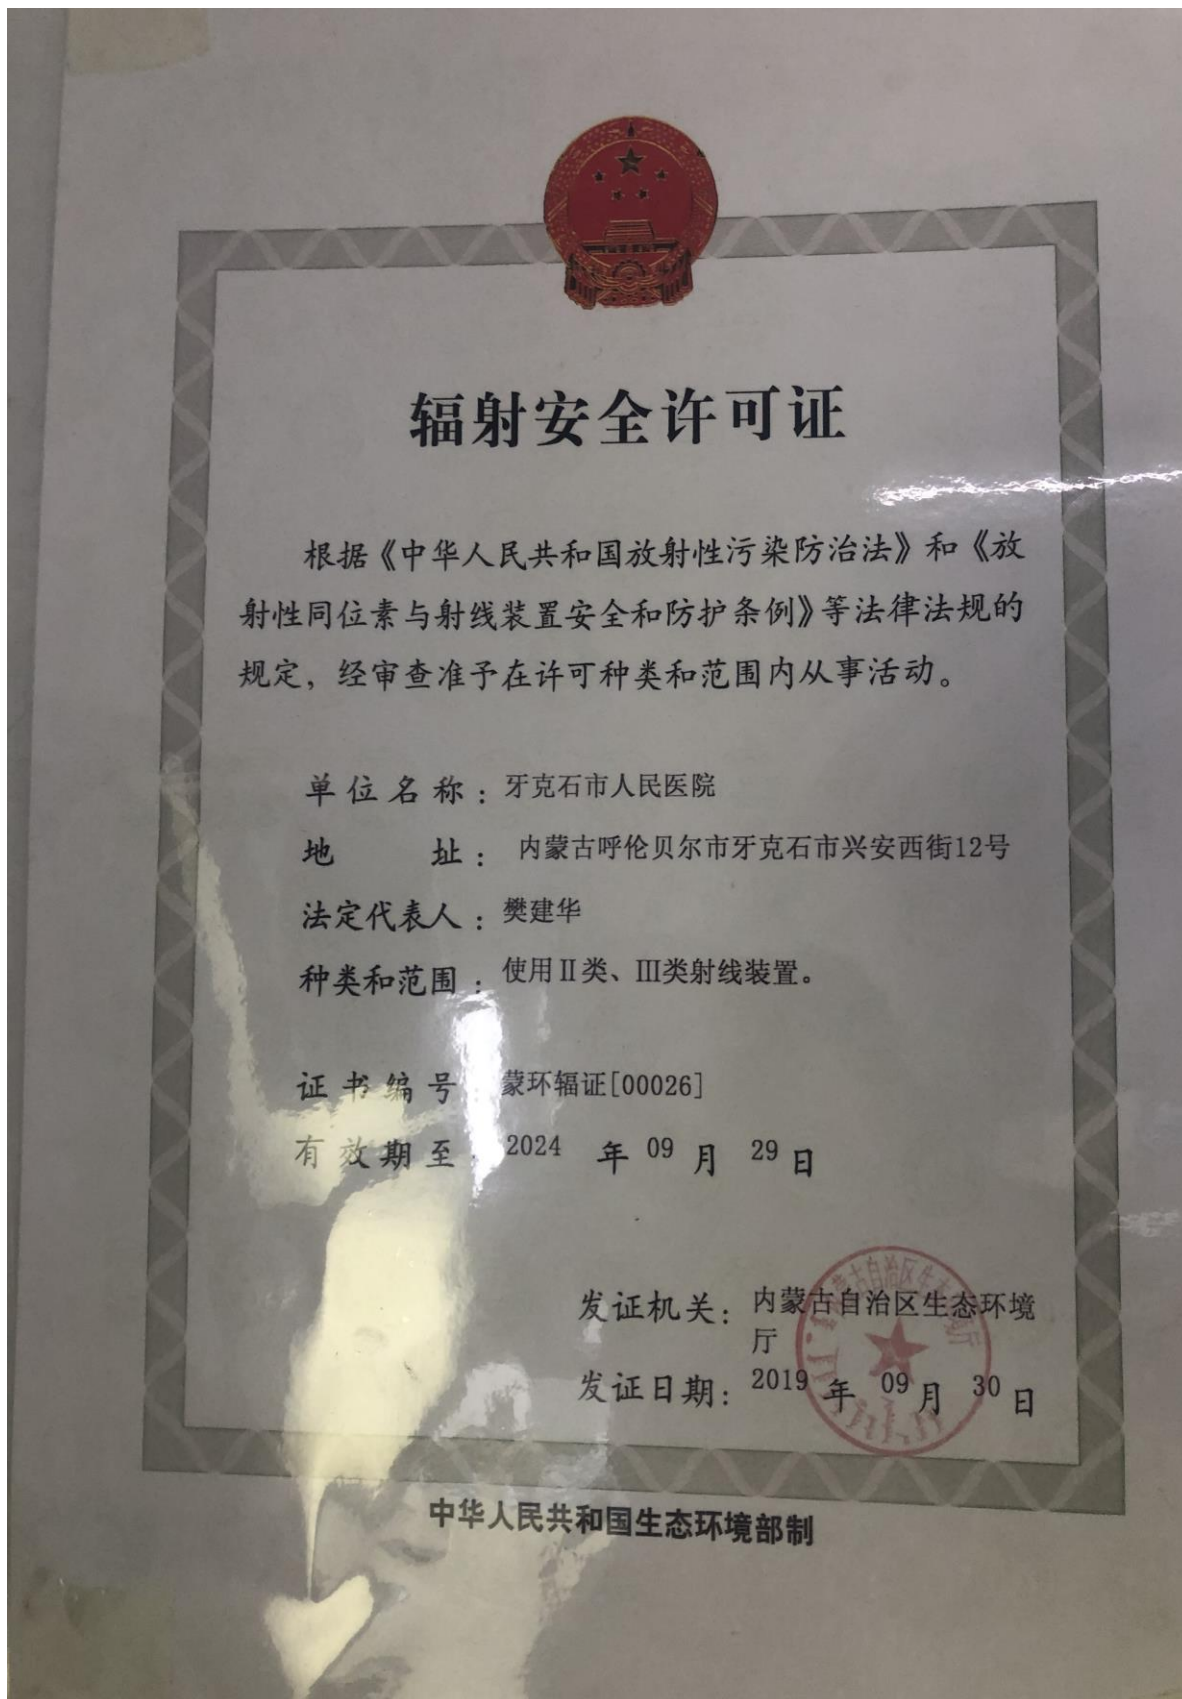 辐射安全许可证
根据《中华人民共和国放射性污染防治法》和《放
射性同位素与射线装置安全和防护条例》等法律法规的
规定，经审查准予在许可种类和范围内从事活动。
单位名称：牙克石市人民医院
地址：内蒙古呼伦贝尔市牙克石市兴安西街12号
法定代表人：樊建华
种类和范围：使用Ⅱ类、Ⅲ类射线装置。
证书编号 蒙环辐证[00026]
有效期至：2024 年 09 月 29 日
发证机关：内蒙古自治区生态环境
厅
发证日期：2019 年 09 月 30 日
中华人民共和国生态环境部制